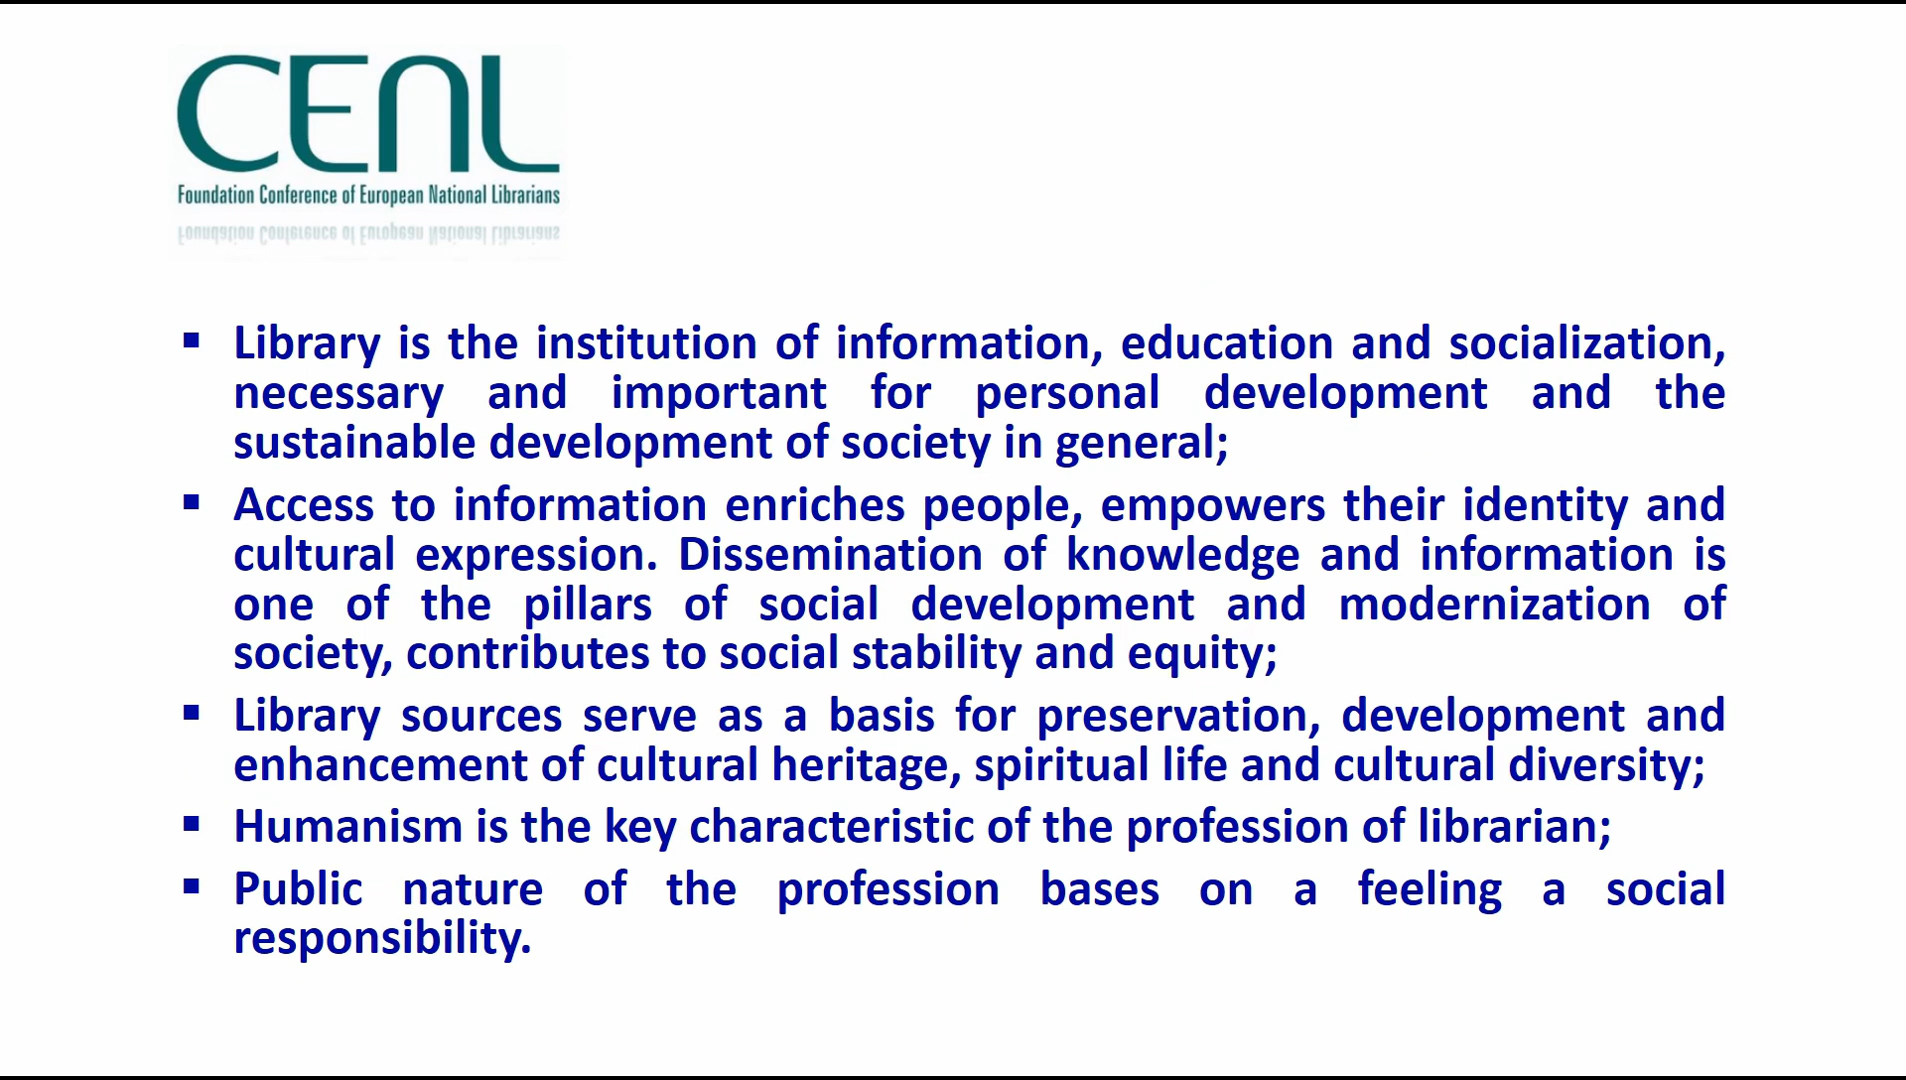 CENL
Foundation Conference of European National Librarians
▪ Library is the institution of information, education and socialization,
necessary and important for personal development and the
sustainable development of society in general;
▪ Access to information enriches people, empowers their identity and
cultural expression. Dissemination of knowledge and information is
one of the pillars of social development and modernization of
society, contributes to social stability and equity;
▪ Library sources serve as a basis for preservation, development and
enhancement of cultural heritage, spiritual life and cultural diversity;
▪ Humanism is the key characteristic of the profession of librarian;
▪ Public nature of the profession bases on a feeling a social
responsibility.